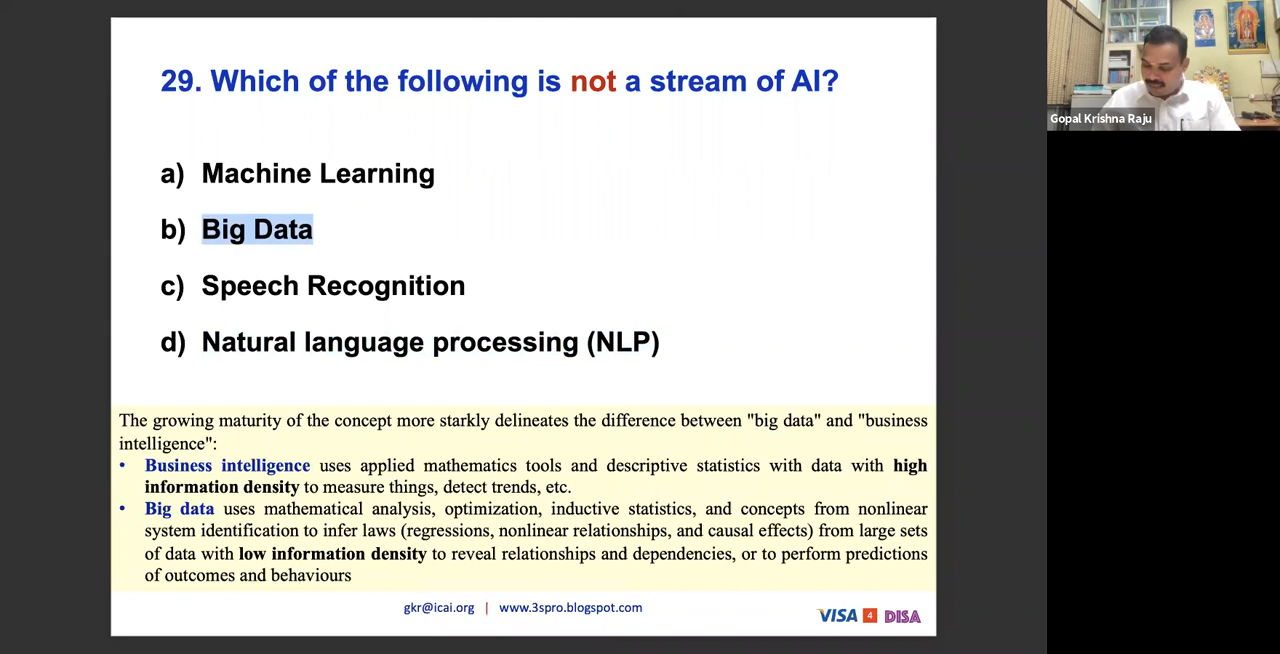 29. Which of the following is not a stream of AI?
a) Machine Learning
b) Big Data
c) Speech Recognition
d) Natural language processing (NLP)
The growing maturity of the concept more starkly delineates the difference between "big data" and "business
intelligence":
• Business intelligence uses applied mathematics tools and descriptive statistics with data with high
information density to measure things, detect trends, etc.
• Big data uses mathematical analysis, optimization, inductive statistics, and concepts from nonlinear
system identification to infer laws (regressions, nonlinear relationships, and causal effects) from large sets
of data with low information density to reveal relationships and dependencies, or to perform predictions
of outcomes and behaviours
gkr@icai.org | www.3spro.blogspot.com
VISA 4 DISA
Gopal Krishna Raju